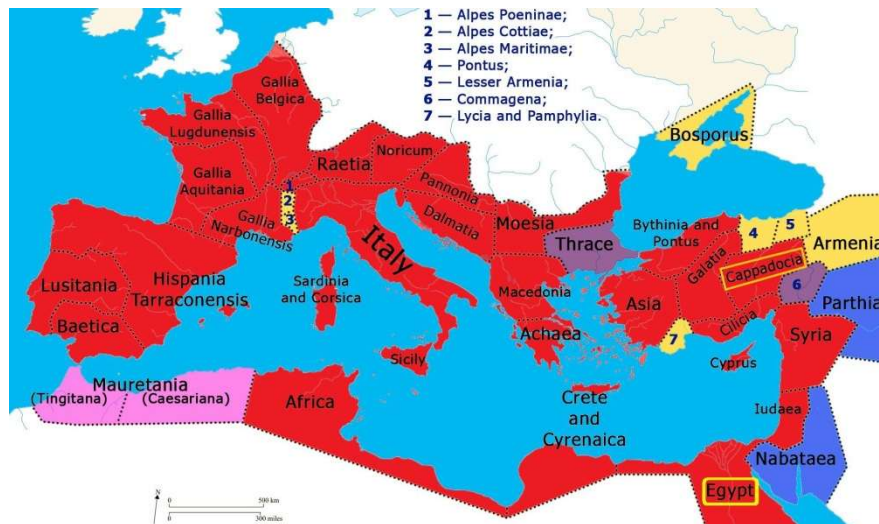 1 — Alpes Poeninae;
2 — Alpes Cottiae;
3 — Alpes Maritimae;
4 — Pontus;
5 — Lesser Armenia;
6 — Commagena;
7 — Lycia and Pamphylia.
Gallia
Belgica
Gallia
Lugdunensis
Gallia
Aquitania
Gallia
Narbonensis
1
2
3
Raetia
Noricum
Pannonia
Dalmatia
Italy
Moesia
Thrace
Macedonia
Achaea
Bosporus
Bythinia and
Pontus
Galatia
4
5
Armenia
Cappadocia
6
Parthia
Asia
7
Cilicia
Syria
Cyprus
Lusitania
Hispania
Tarraconensis
Baetica
Sardinia
and Corsica
Sicily
Mauretania
(Tingitana)
(Caesariana)
Africa
Crete
and
Cyrenaica
Iudaea
Nabataea
Egypt
N
0
500 km
0
300 miles